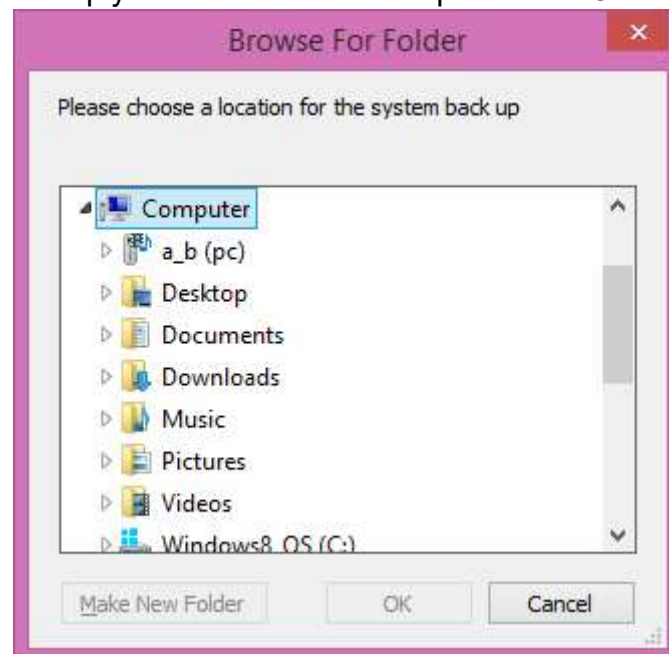 Browse For Folder
Please choose a location for the system back up
Computer
a_b (pc)
Desktop
Documents
Downloads
Music
Pictures
Videos
Windows8_OS (C:)
Make New Folder OK Cancel